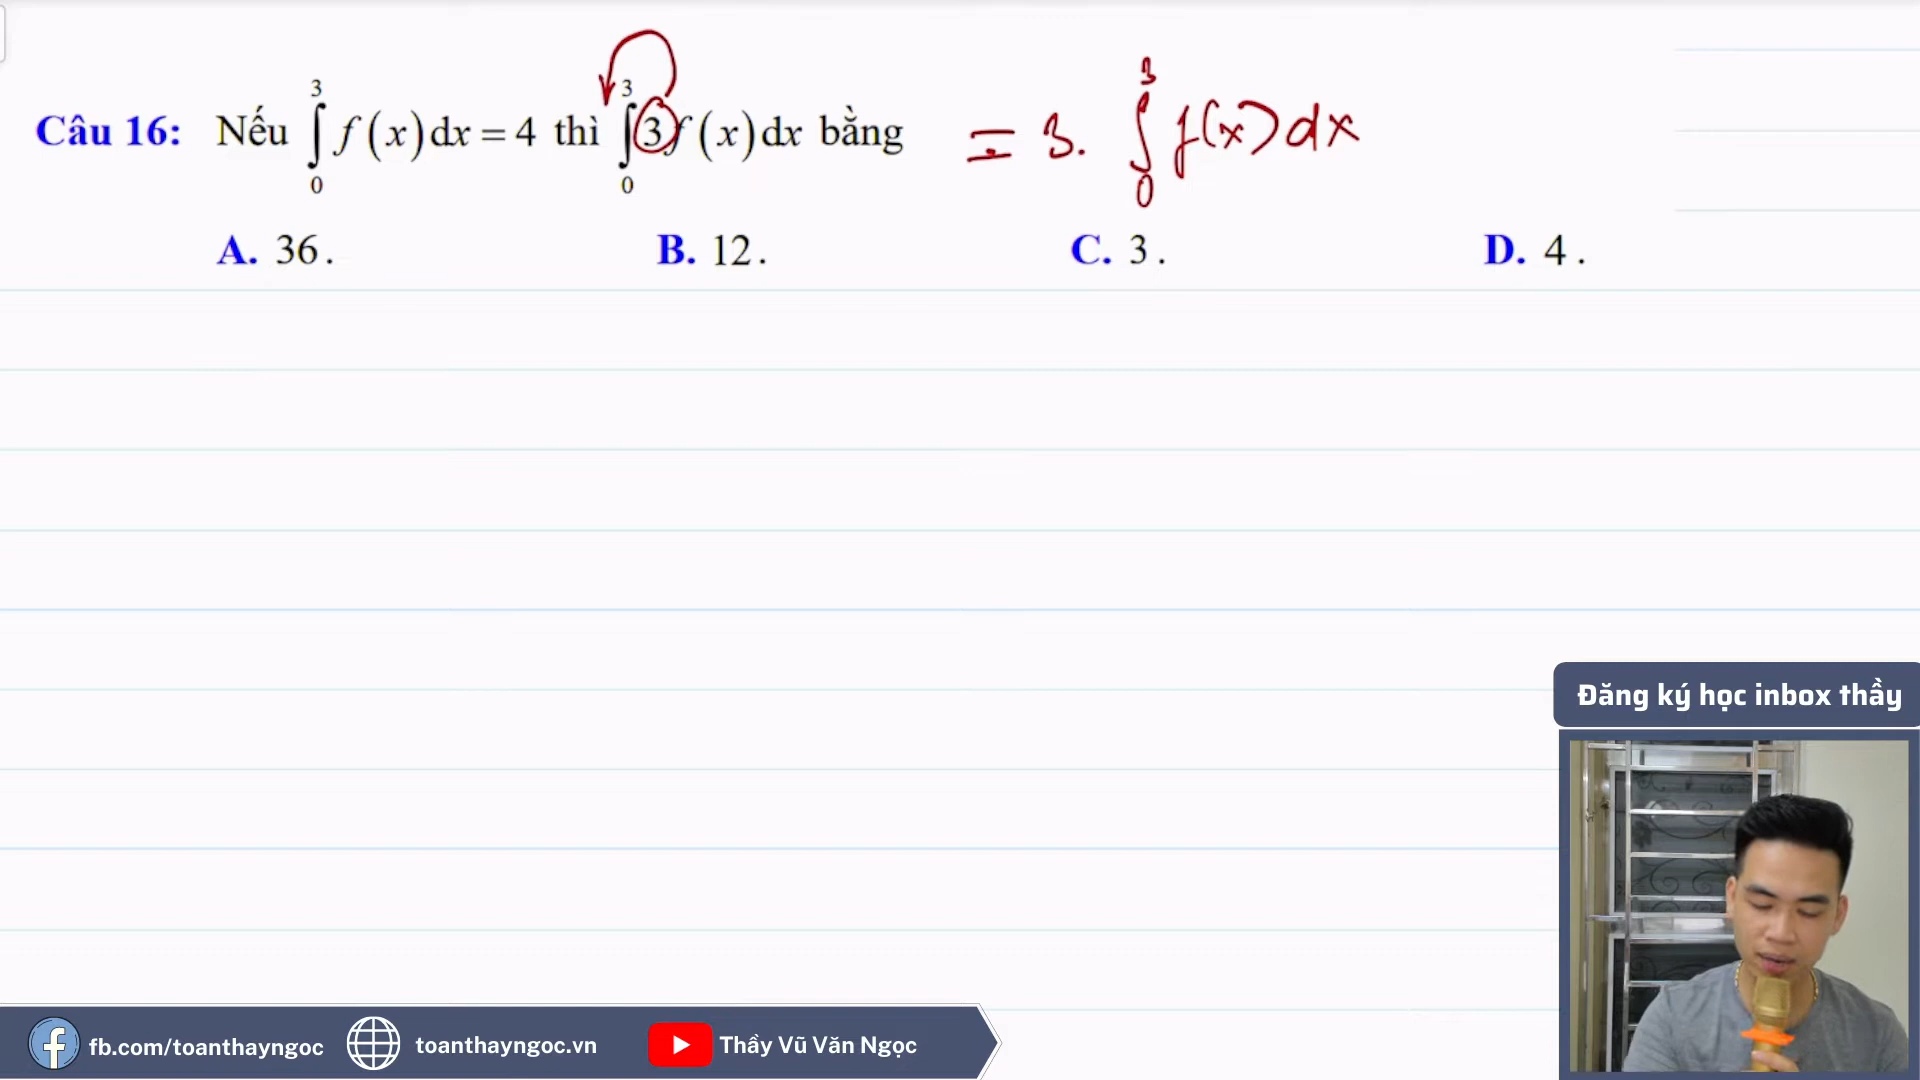 Câu 16: Nếu ∫₀³ f(x)dx = 4 thì ∫₀³ 3f(x)dx bằng = 3. ∫₀³ f(x)dx
A. 36. B. 12. C. 3. D. 4.
Đăng ký học inbox thầy
fb.com/toanthayngoc toanthayngoc.vn Thầy Vũ Văn Ngọc